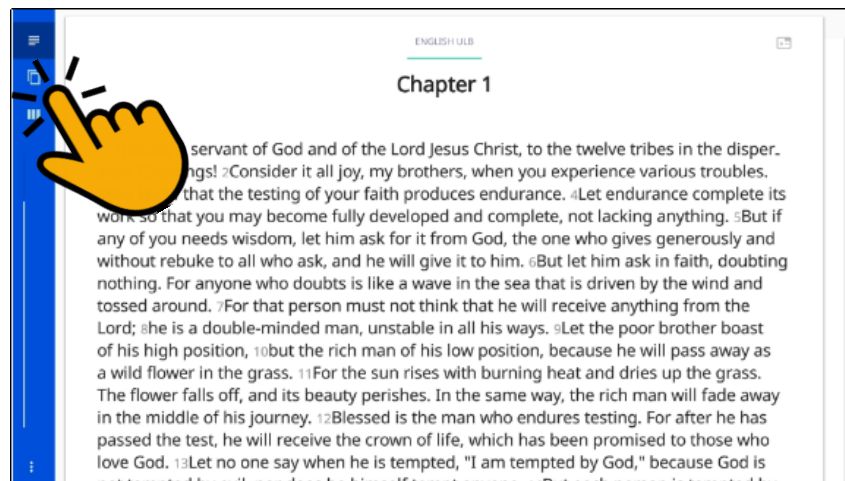 ENGLISH ULB
Chapter 1
servant of God and of the Lord Jesus Christ, to the twelve tribes in the disper-
ngs! 2Consider it all joy, my brothers, when you experience various troubles.
that the testing of your faith produces endurance. 4Let endurance complete its
work so that you may become fully developed and complete, not lacking anything. 5But if
any of you needs wisdom, let him ask for it from God, the one who gives generously and
without rebuke to all who ask, and he will give it to him. 6But let him ask in faith, doubting
nothing. For anyone who doubts is like a wave in the sea that is driven by the wind and
tossed around. 7For that person must not think that he will receive anything from the
Lord; 8he is a double-minded man, unstable in all his ways. 9Let the poor brother boast
of his high position, 10but the rich man of his low position, because he will pass away as
a wild flower in the grass. 11For the sun rises with burning heat and dries up the grass.
The flower falls off, and its beauty perishes. In the same way, the rich man will fade away
in the middle of his journey. 12Blessed is the man who endures testing. For after he has
passed the test, he will receive the crown of life, which has been promised to those who
love God. 13Let no one say when he is tempted, "I am tempted by God," because God is